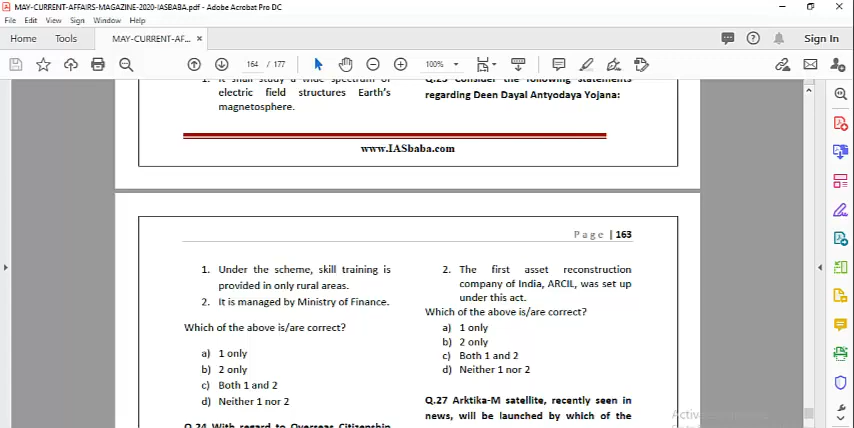 MAY-CURRENT-AFFAIRS-MAGAZINE-2020-IASBABA.pdf - Adobe Acrobat Pro DC
File Edit View Sign Window Help
Home Tools MAY-CURRENT-AF... × Sign In
164 / 177 100%
1. It shall study a wide spectrum of
electric field structures Earth's
magnetosphere.
Q.25 Consider the following statements
regarding Deen Dayal Antyodaya Yojana:
www.IASbaba.com
Page | 163
1. Under the scheme, skill training is
provided in only rural areas.
2. It is managed by Ministry of Finance.
Which of the above is/are correct?
a) 1 only
b) 2 only
c) Both 1 and 2
d) Neither 1 nor 2
Q.24 With regard to Overseas Citizenship
2. The first asset reconstruction
company of India, ARCIL, was set up
under this act.
Which of the above is/are correct?
a) 1 only
b) 2 only
c) Both 1 and 2
d) Neither 1 nor 2
Q.27 Arktika-M satellite, recently seen in
news, will be launched by which of the